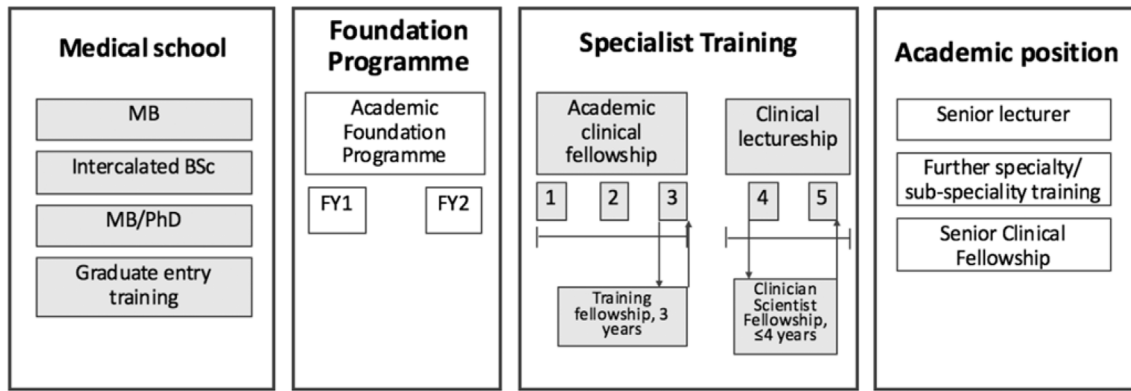 Medical school
MB
Intercalated BSc
MB/PhD
Graduate entry
training
Foundation
Programme
Academic
Foundation
Programme
FY1
FY2
Specialist Training
Academic
clinical
fellowship
1
2
3
Training
fellowship, 3
years
Clinical
lectureship
4
5
Clinician
Scientist
Fellowship,
≤4 years
Academic position
Senior lecturer
Further specialty/
sub-speciality training
Senior Clinical
Fellowship